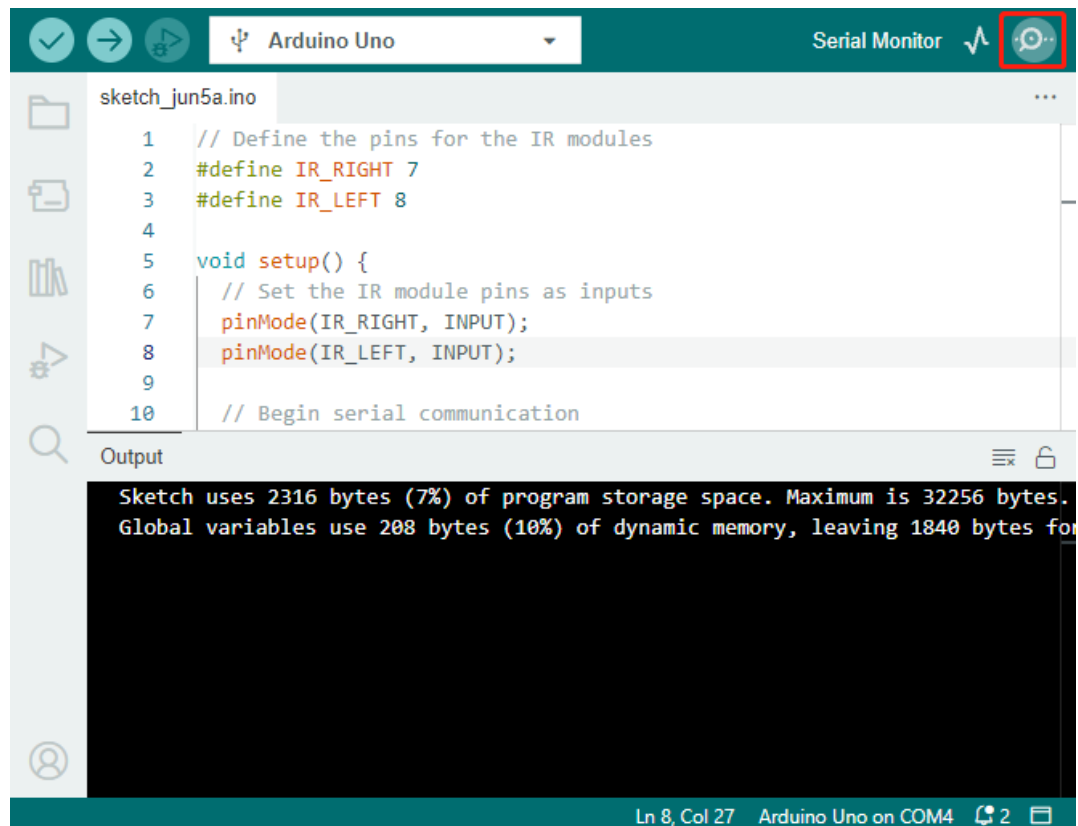 Arduino Uno
Serial Monitor
sketch_jun5a.ino
1 // Define the pins for the IR modules
2 #define IR_RIGHT 7
3 #define IR_LEFT 8
4
5 void setup() {
6 // Set the IR module pins as inputs
7 pinMode(IR_RIGHT, INPUT);
8 pinMode(IR_LEFT, INPUT);
9
10 // Begin serial communication
Output
Sketch uses 2316 bytes (7%) of program storage space. Maximum is 32256 bytes.
Global variables use 208 bytes (10%) of dynamic memory, leaving 1840 bytes for
Ln 8, Col 27 Arduino Uno on COM4 2